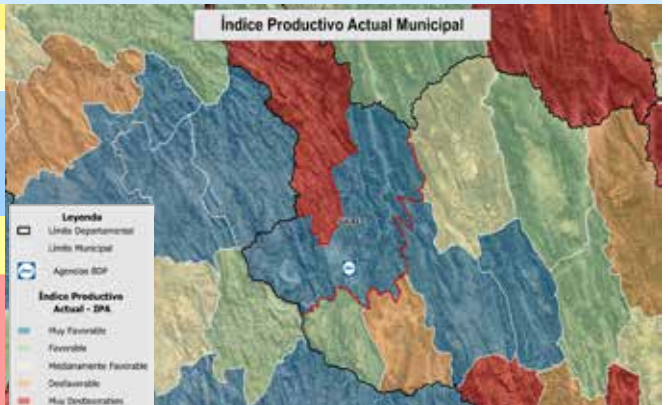 Índice Productivo Actual Municipal
Leyenda
Límite Departamental
Límite Municipal
Agencias BDP
Índice Productivo
Actual - IPA
Muy Favorable
Favorable
Medianamente Favorable
Desfavorable
Muy Desfavorable